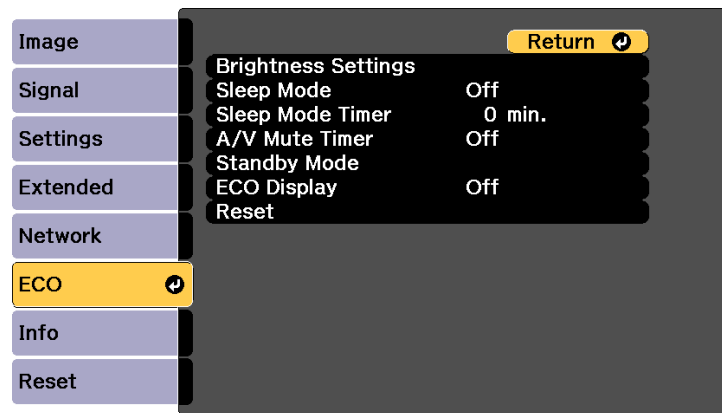 Image
Signal
Settings
Extended
Network
ECO
Info
Reset
Return
Brightness Settings
Sleep Mode Off
Sleep Mode Timer 0 min.
A/V Mute Timer Off
Standby Mode
ECO Display Off
Reset